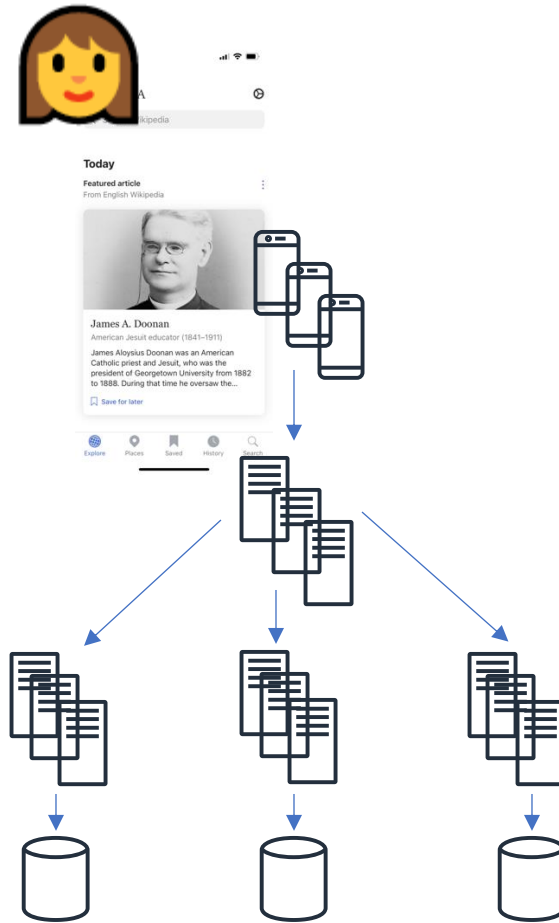 A
ikipedia
Today
Featured article
From English Wikipedia
James A. Doonan
American Jesuit educator (1841–1911)
James Aloysius Doonan was an American
Catholic priest and Jesuit, who was the
president of Georgetown University from 1882
to 1888. During that time he oversaw the...
Save for later
Explore Places Saved History Search